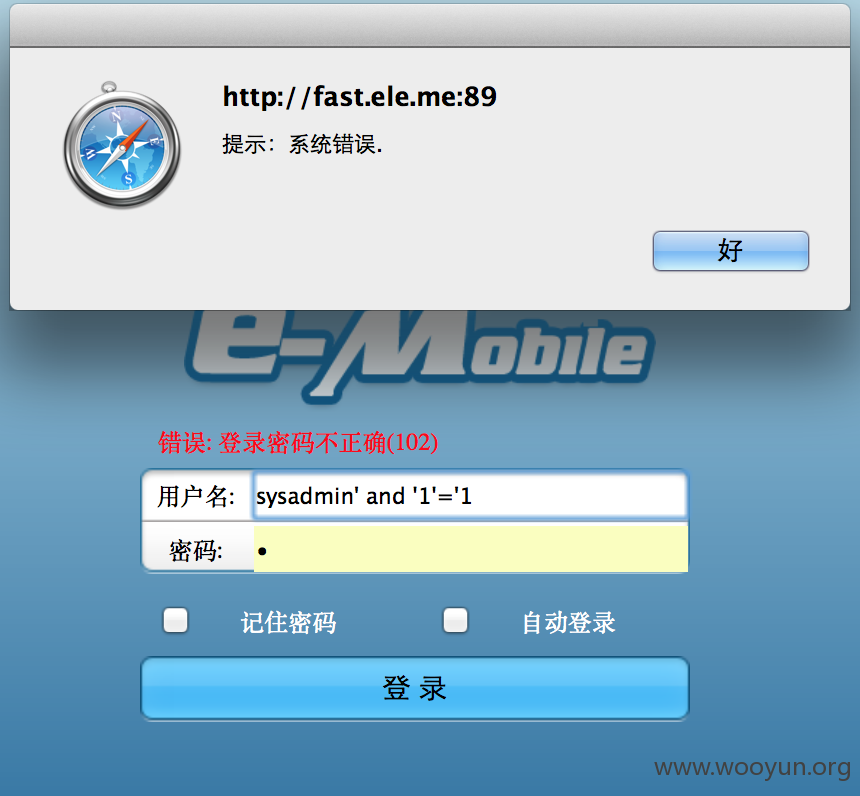 http://fast.ele.me:89
提示：系统错误.
好
e-Mobile
错误: 登录密码不正确(102)
用户名: sysadmin' and '1'='1
密码: •
记住密码 自动登录
登 录
www.wooyun.org